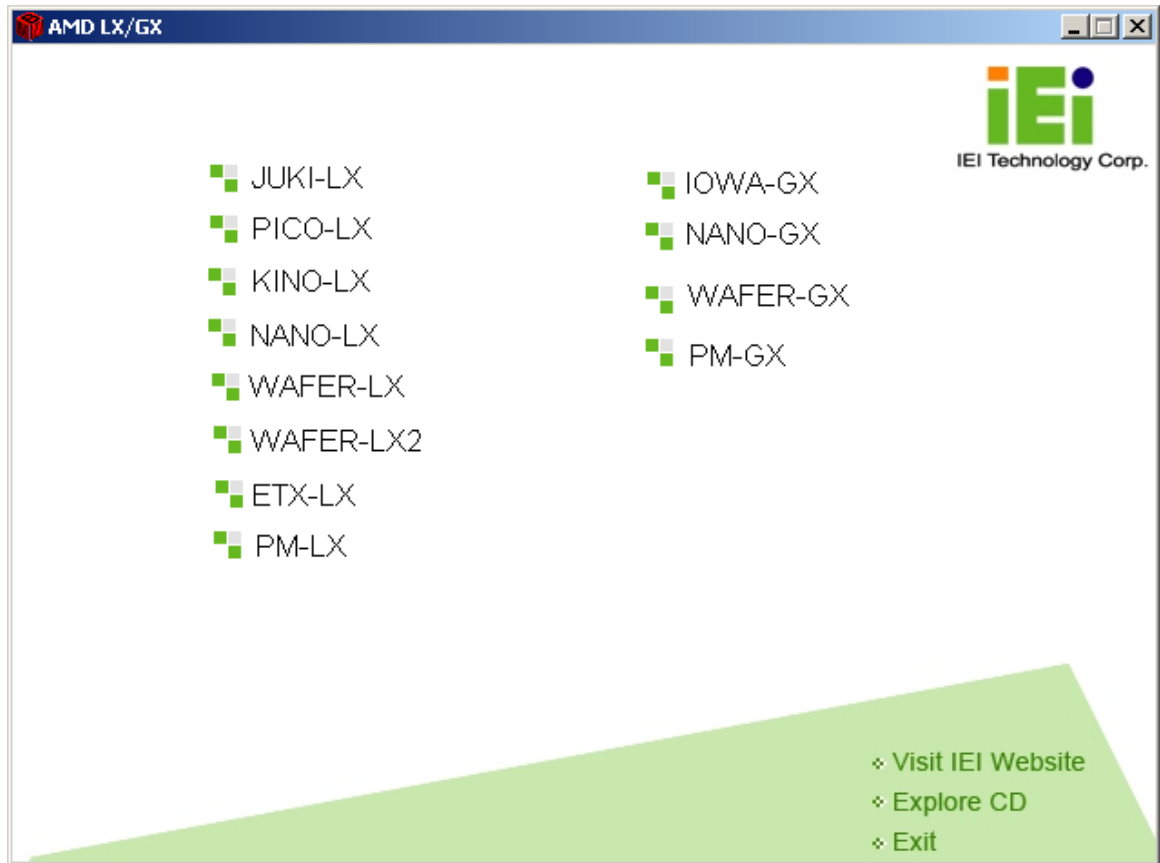 AMD LX/GX
iEi
IEI Technology Corp.
JUKI-LX
PICO-LX
KINO-LX
NANO-LX
WAFER-LX
WAFER-LX2
ETX-LX
PM-LX
IOWA-GX
NANO-GX
WAFER-GX
PM-GX
Visit IEI Website
Explore CD
Exit